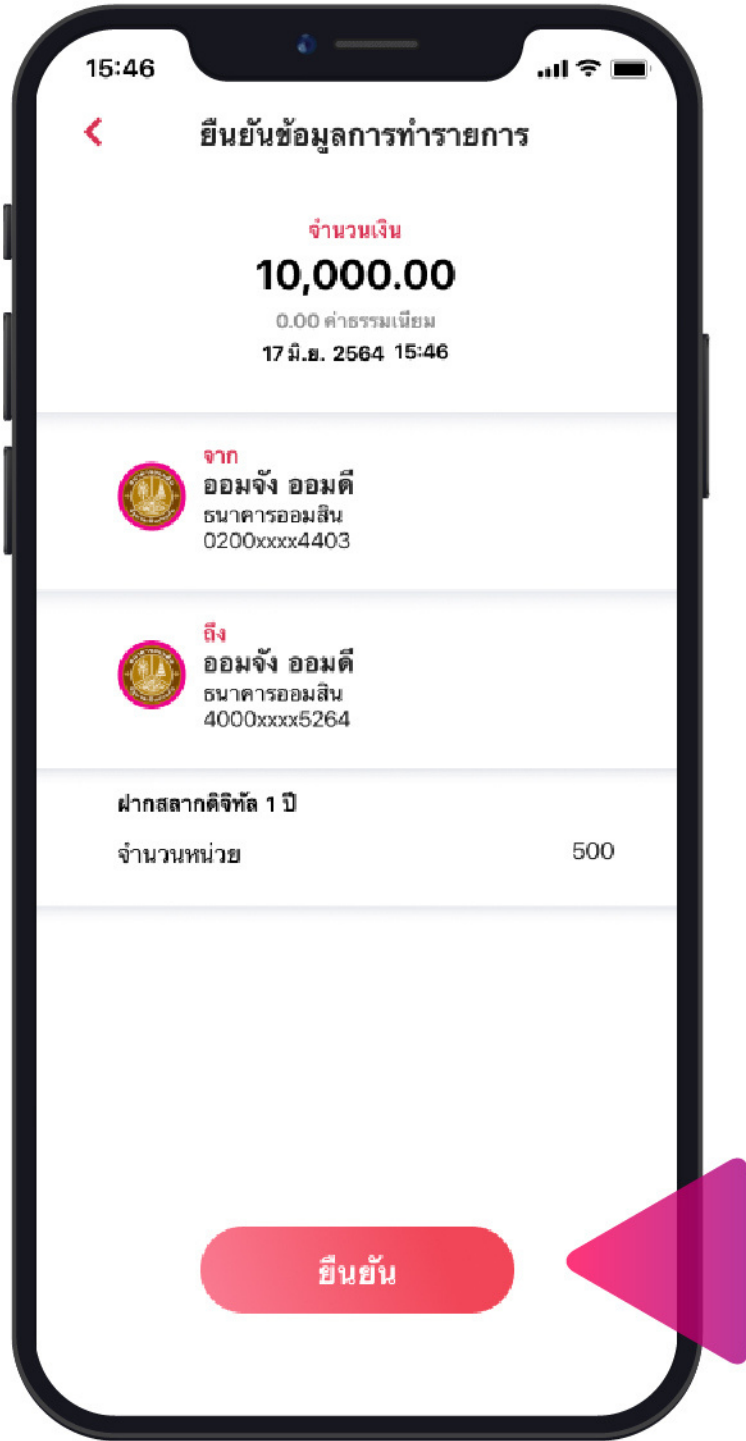 15:46
ยืนยันข้อมูลการทำรายการ
จำนวนเงิน
10,000.00
0.00 ค่าธรรมเนียม
17 มิ.ย. 2564 15:46
จาก
ออมจัง ออมดี
ธนาคารออมสิน
0200xxxx4403
ถึง
ออมจัง ออมดี
ธนาคารออมสิน
4000xxxx5264
ฝากสลากดิจิทัล 1 ปี
จำนวนหน่วย 500
ยืนยัน